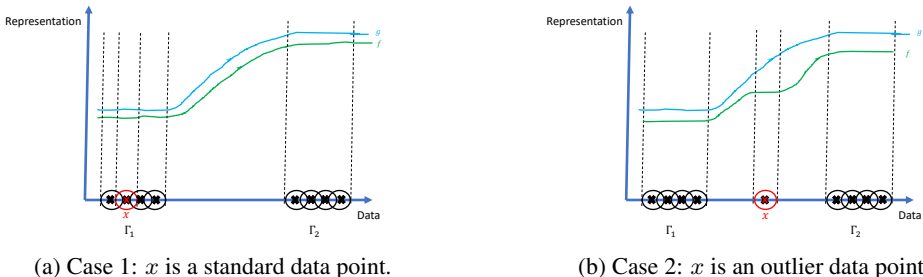 Representation
g
f
x
Data
Γ₁
Γ₂
(a) Case 1: x is a standard data point.
Representation
g
f
x
Data
Γ₁
Γ₂
(b) Case 2: x is an outlier data point